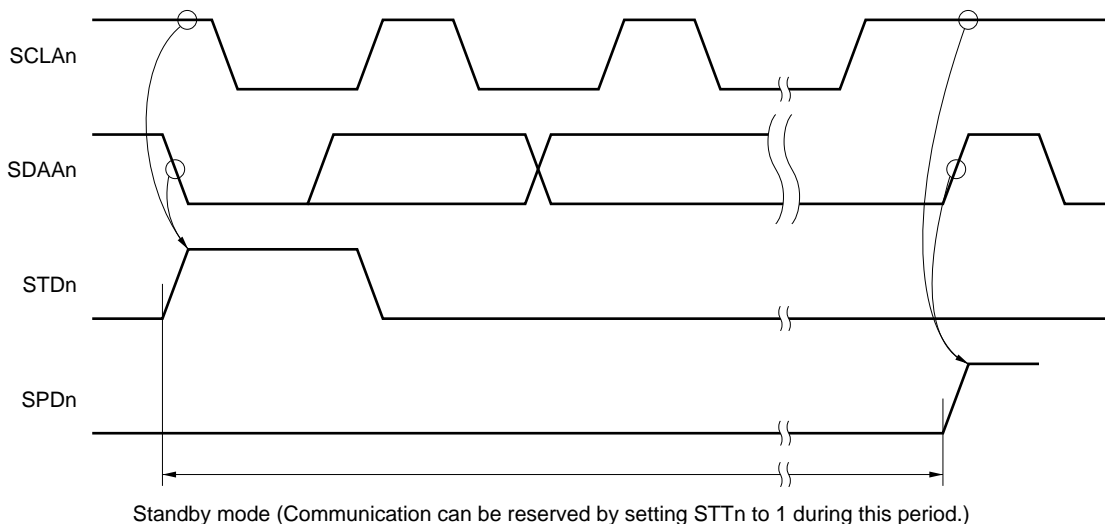 SCLAn
SDAAn
STDn
SPDn
Standby mode (Communication can be reserved by setting STTn to 1 during this period.)